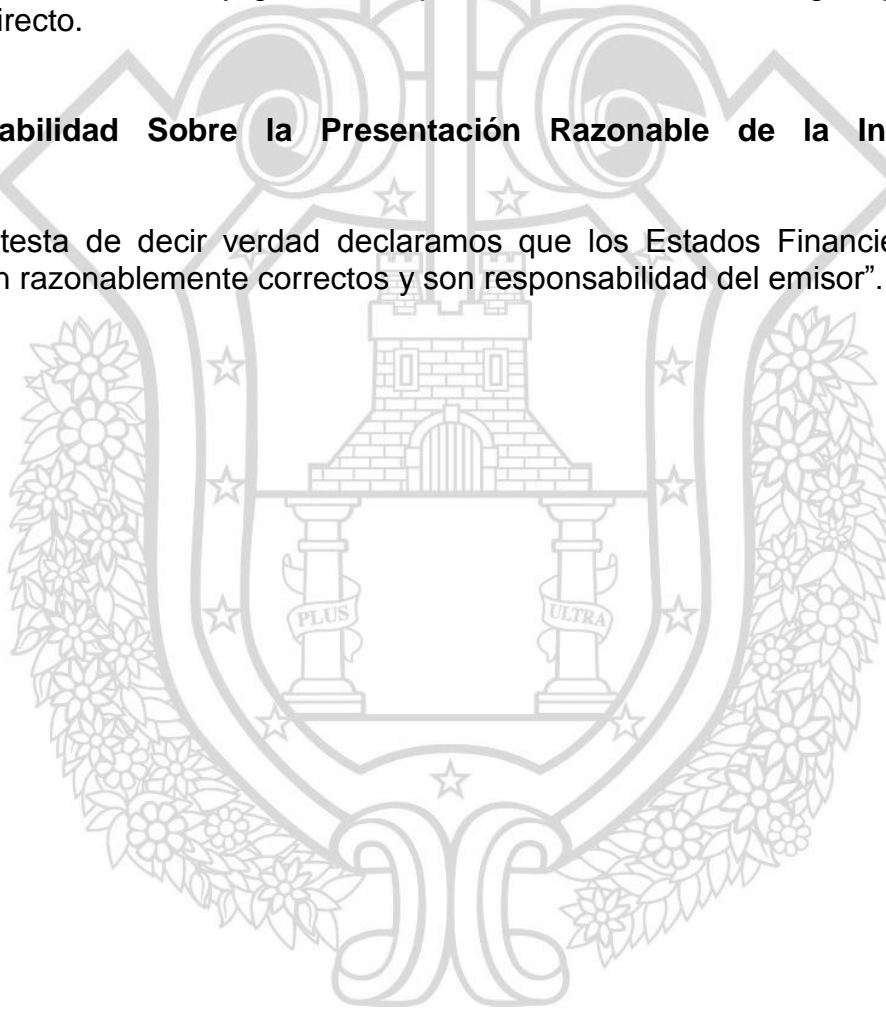 irecto.
abilidad Sobre la Presentación Razonable de la In
testa de decir verdad declaramos que los Estados Financie
n razonablemente correctos y son responsabilidad del emisor”.
PLUS
ULTRA